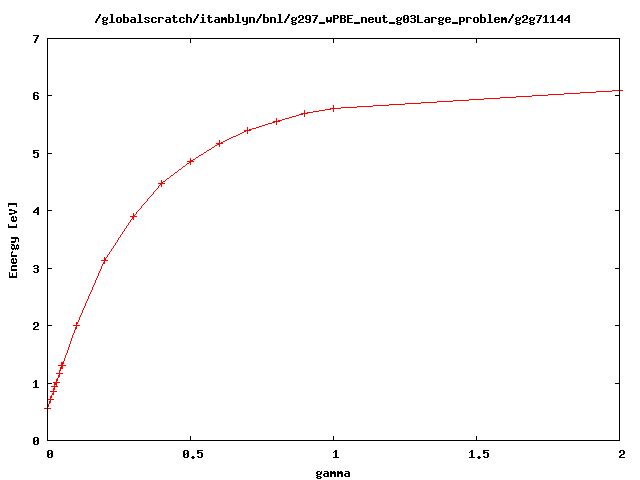 /globalscratch/itamblyn/bnl/g297_wPBE_neut_g03Large_problem/g2g71144
7
6
5
4
3
2
1
0
Energy [eV]
0 0.5 1 1.5 2
gamma